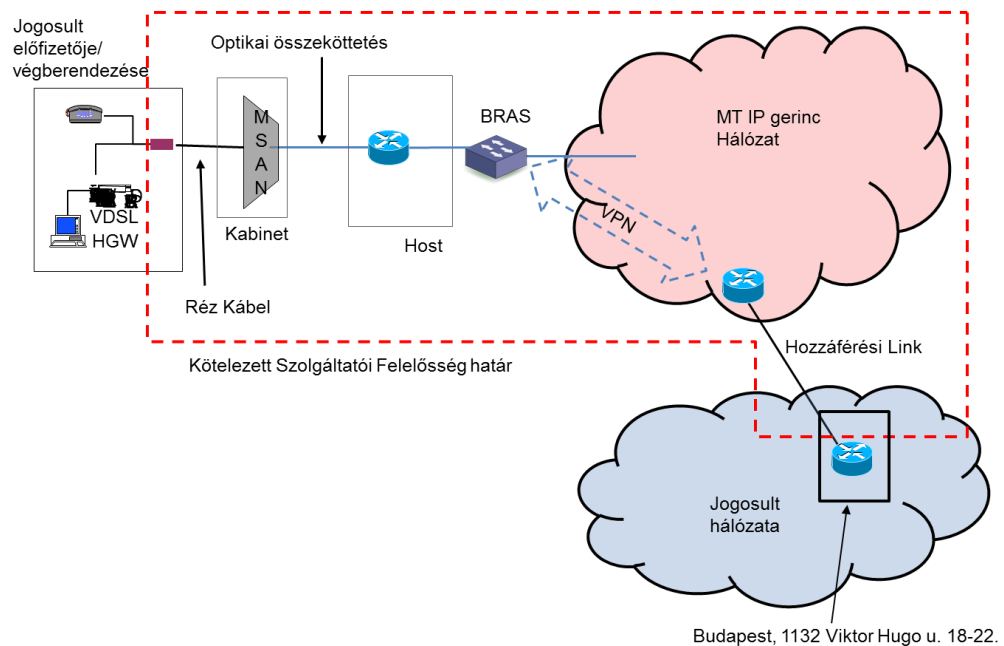 Jogosult
előfizetője/
végberendezése
Optikai összeköttetés
BRAS
MT IP gerinc
Hálózat
MSAN
VDSL
HGW
Kabinet
Host
VPN
Réz Kábel
Hozzáférési Link
Kötelezett Szolgáltatói Felelősség határ
Jogosult
hálózata
Budapest, 1132 Viktor Hugo u. 18-22.